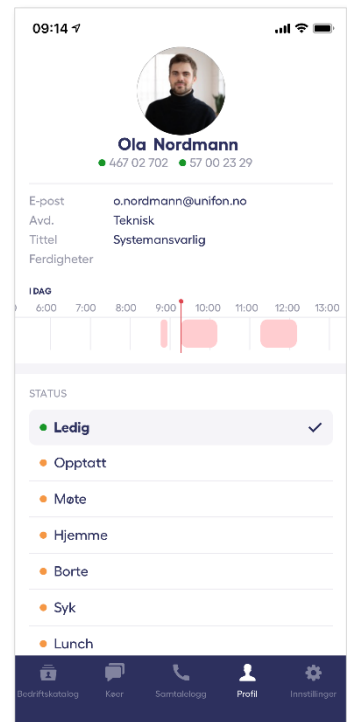 09:14
Ola Nordmann
467 02 702 57 00 23 29
E-post o.nordmann@unifon.no
Avd. Teknisk
Tittel Systemansvarlig
Ferdigheter
I DAG
6:00 7:00 8:00 9:00 10:00 11:00 12:00 13:00
STATUS
Ledig
Opptatt
Møte
Hjemme
Borte
Syk
Lunch
Bedriftskatalog Køer Samtalelogg Profil Innstillinger